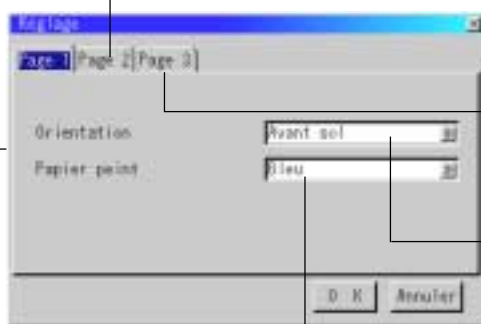 Réglage
Page 1 Page 2 Page 3
Orientation Avant sol
Papier peint Bleu
O K Annuler